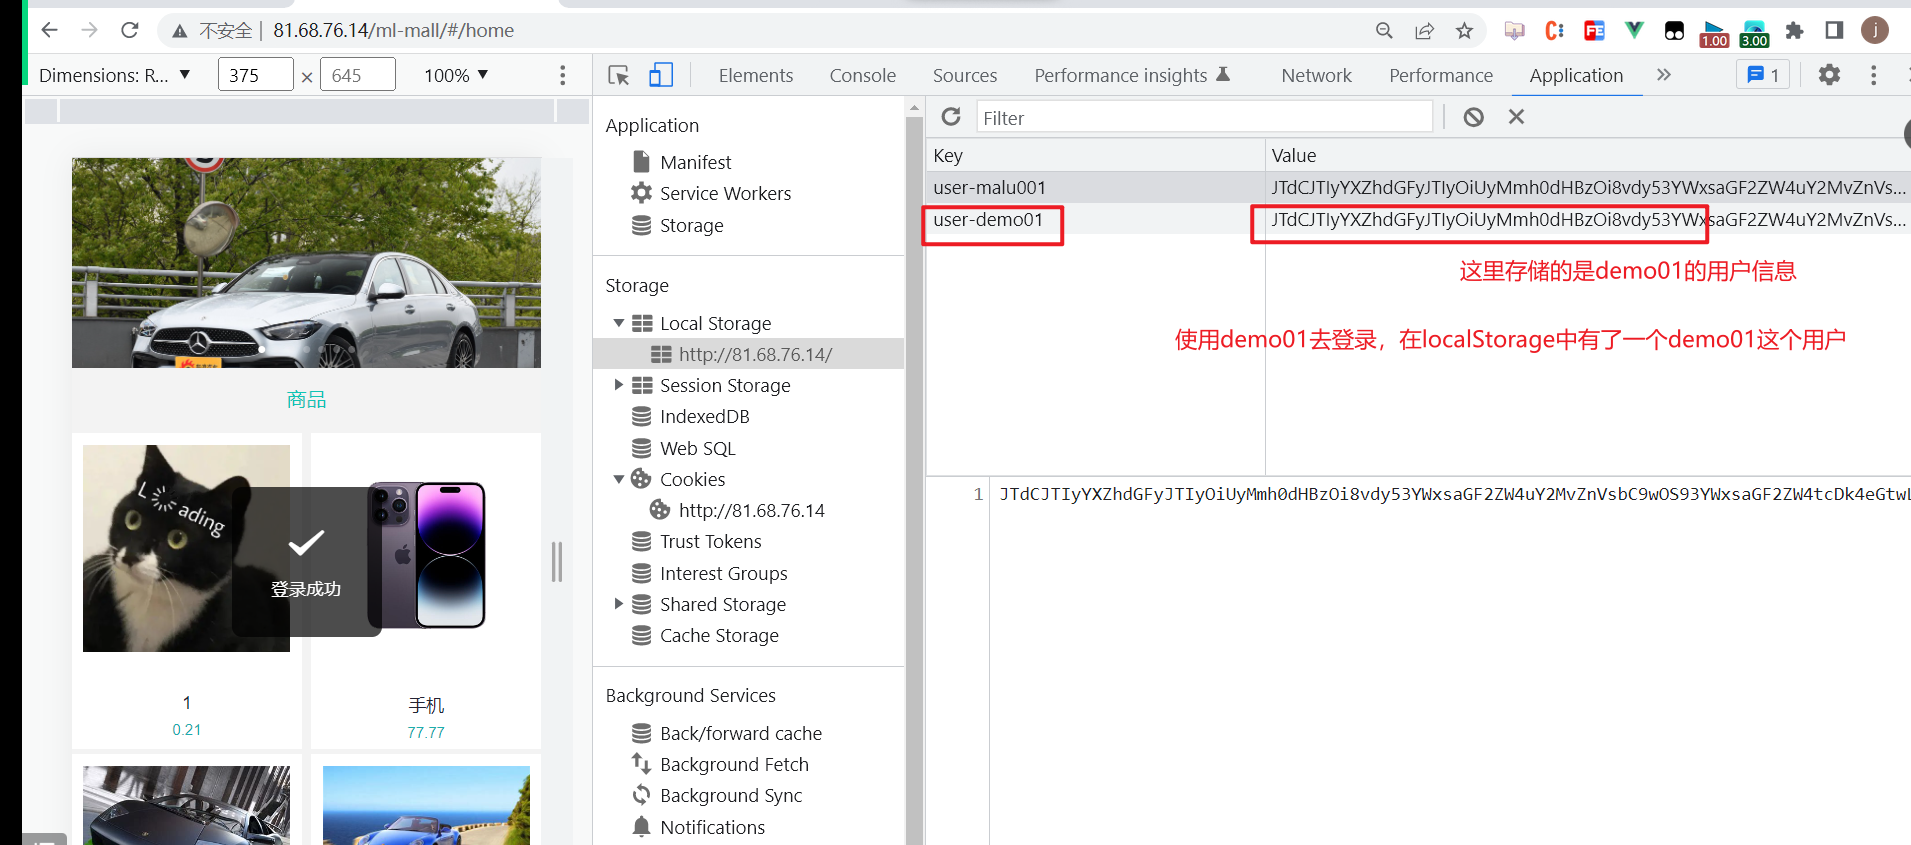 不安全 | 81.68.76.14/ml-mall/#/home
1.00
3.00
j
Dimensions: R... ▼ 375 × 645 100% ▼
Elements Console Sources Performance insights Network Performance Application » 1
Application
Manifest
Service Workers
Storage
Storage
Local Storage
http://81.68.76.14/
Session Storage
IndexedDB
Web SQL
Cookies
http://81.68.76.14
Trust Tokens
Interest Groups
Shared Storage
Cache Storage
Background Services
Back/forward cache
Background Fetch
Background Sync
Notifications
Filter
Key Value
user-malu001 JTdCJTIyYXZhdGFyJTIyOiUyMmh0dHBzOi8vdy53YWxsaGF2ZW4uY2MvZnVs...
user-demo01 JTdCJTIyYXZhdGFyJTIyOiUyMmh0dHBzOi8vdy53YWxsaGF2ZW4uY2MvZnVs...
这里存储的是demo01的用户信息
使用demo01去登录，在localStorage中有了一个demo01这个用户
1 JTdCJTIyYXZhdGFyJTIyOiUyMmh0dHBzOi8vdy53YWxsaGF2ZW4uY2MvZnVsbC9wOS93YWxsaGF2ZW4tcDk4eGtwL
商品
L ading
登录成功
1
0.21
手机
77.77